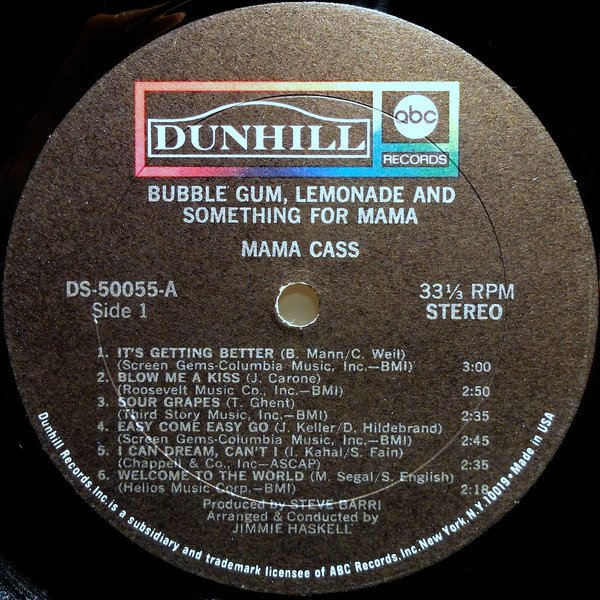 DUNHILL
abc
RECORDS
BUBBLE GUM, LEMONADE AND
SOMETHING FOR MAMA
MAMA CASS
DS-50055-A
Side 1
33⅓ RPM
STEREO
1. IT'S GETTING BETTER (B. Mann/C. Weil)
(Screen Gems-Columbia Music, Inc.—BMI) 3:00
2. BLOW ME A KISS (J. Carone)
(Roosevelt Music Co., Inc.—BMI) 2:50
3. SOUR GRAPES (T. Ghent)
(Third Story Music, Inc.—BMI) 2:35
4. EASY COME EASY GO (J. Keller/D. Hildebrand)
(Screen Gems-Columbia Music, Inc.—BMI) 2:45
5. I CAN DREAM, CAN'T I (I. Kahal/S. Fain)
(Chappell & Co., Inc—ASCAP) 2:35
6. WELCOME TO THE WORLD (M. Segal/S. English)
(Helios Music Corp.—BMI) 2:18
Produced by STEVE BARRI
Arranged & Conducted by
JIMMIE HASKELL
Dunhill Records, Inc. is a subsidiary and trademark licensee of ABC Records, Inc. New York, N.Y. 10019 • Made in USA